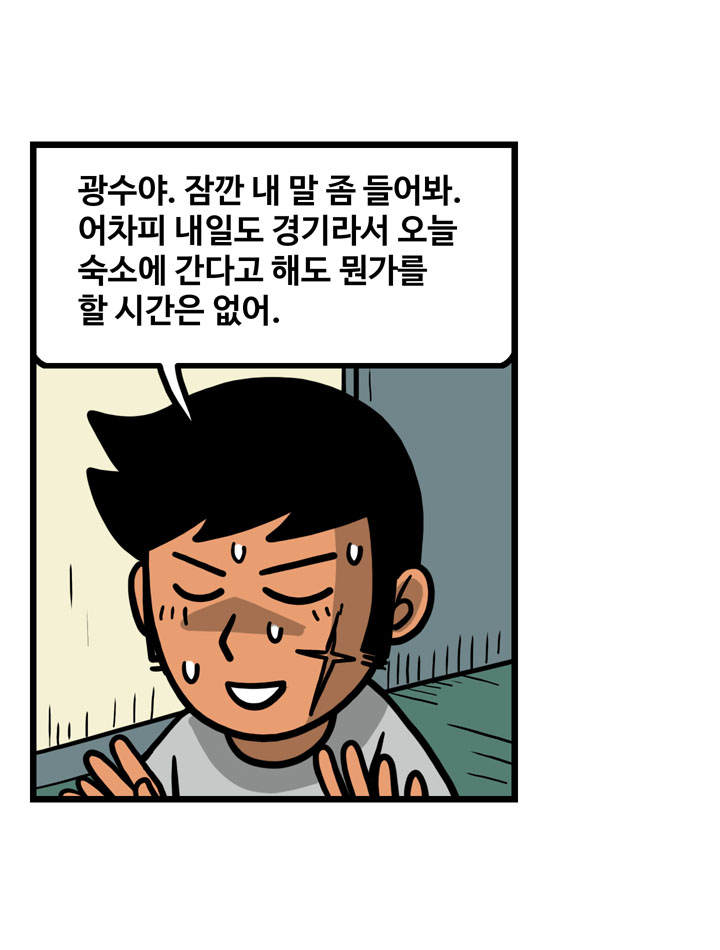 광수야. 잠깐 내 말 좀 들어봐.
어차피 내일도 경기라서 오늘
숙소에 간다고 해도 뭔가를
할 시간은 없어.